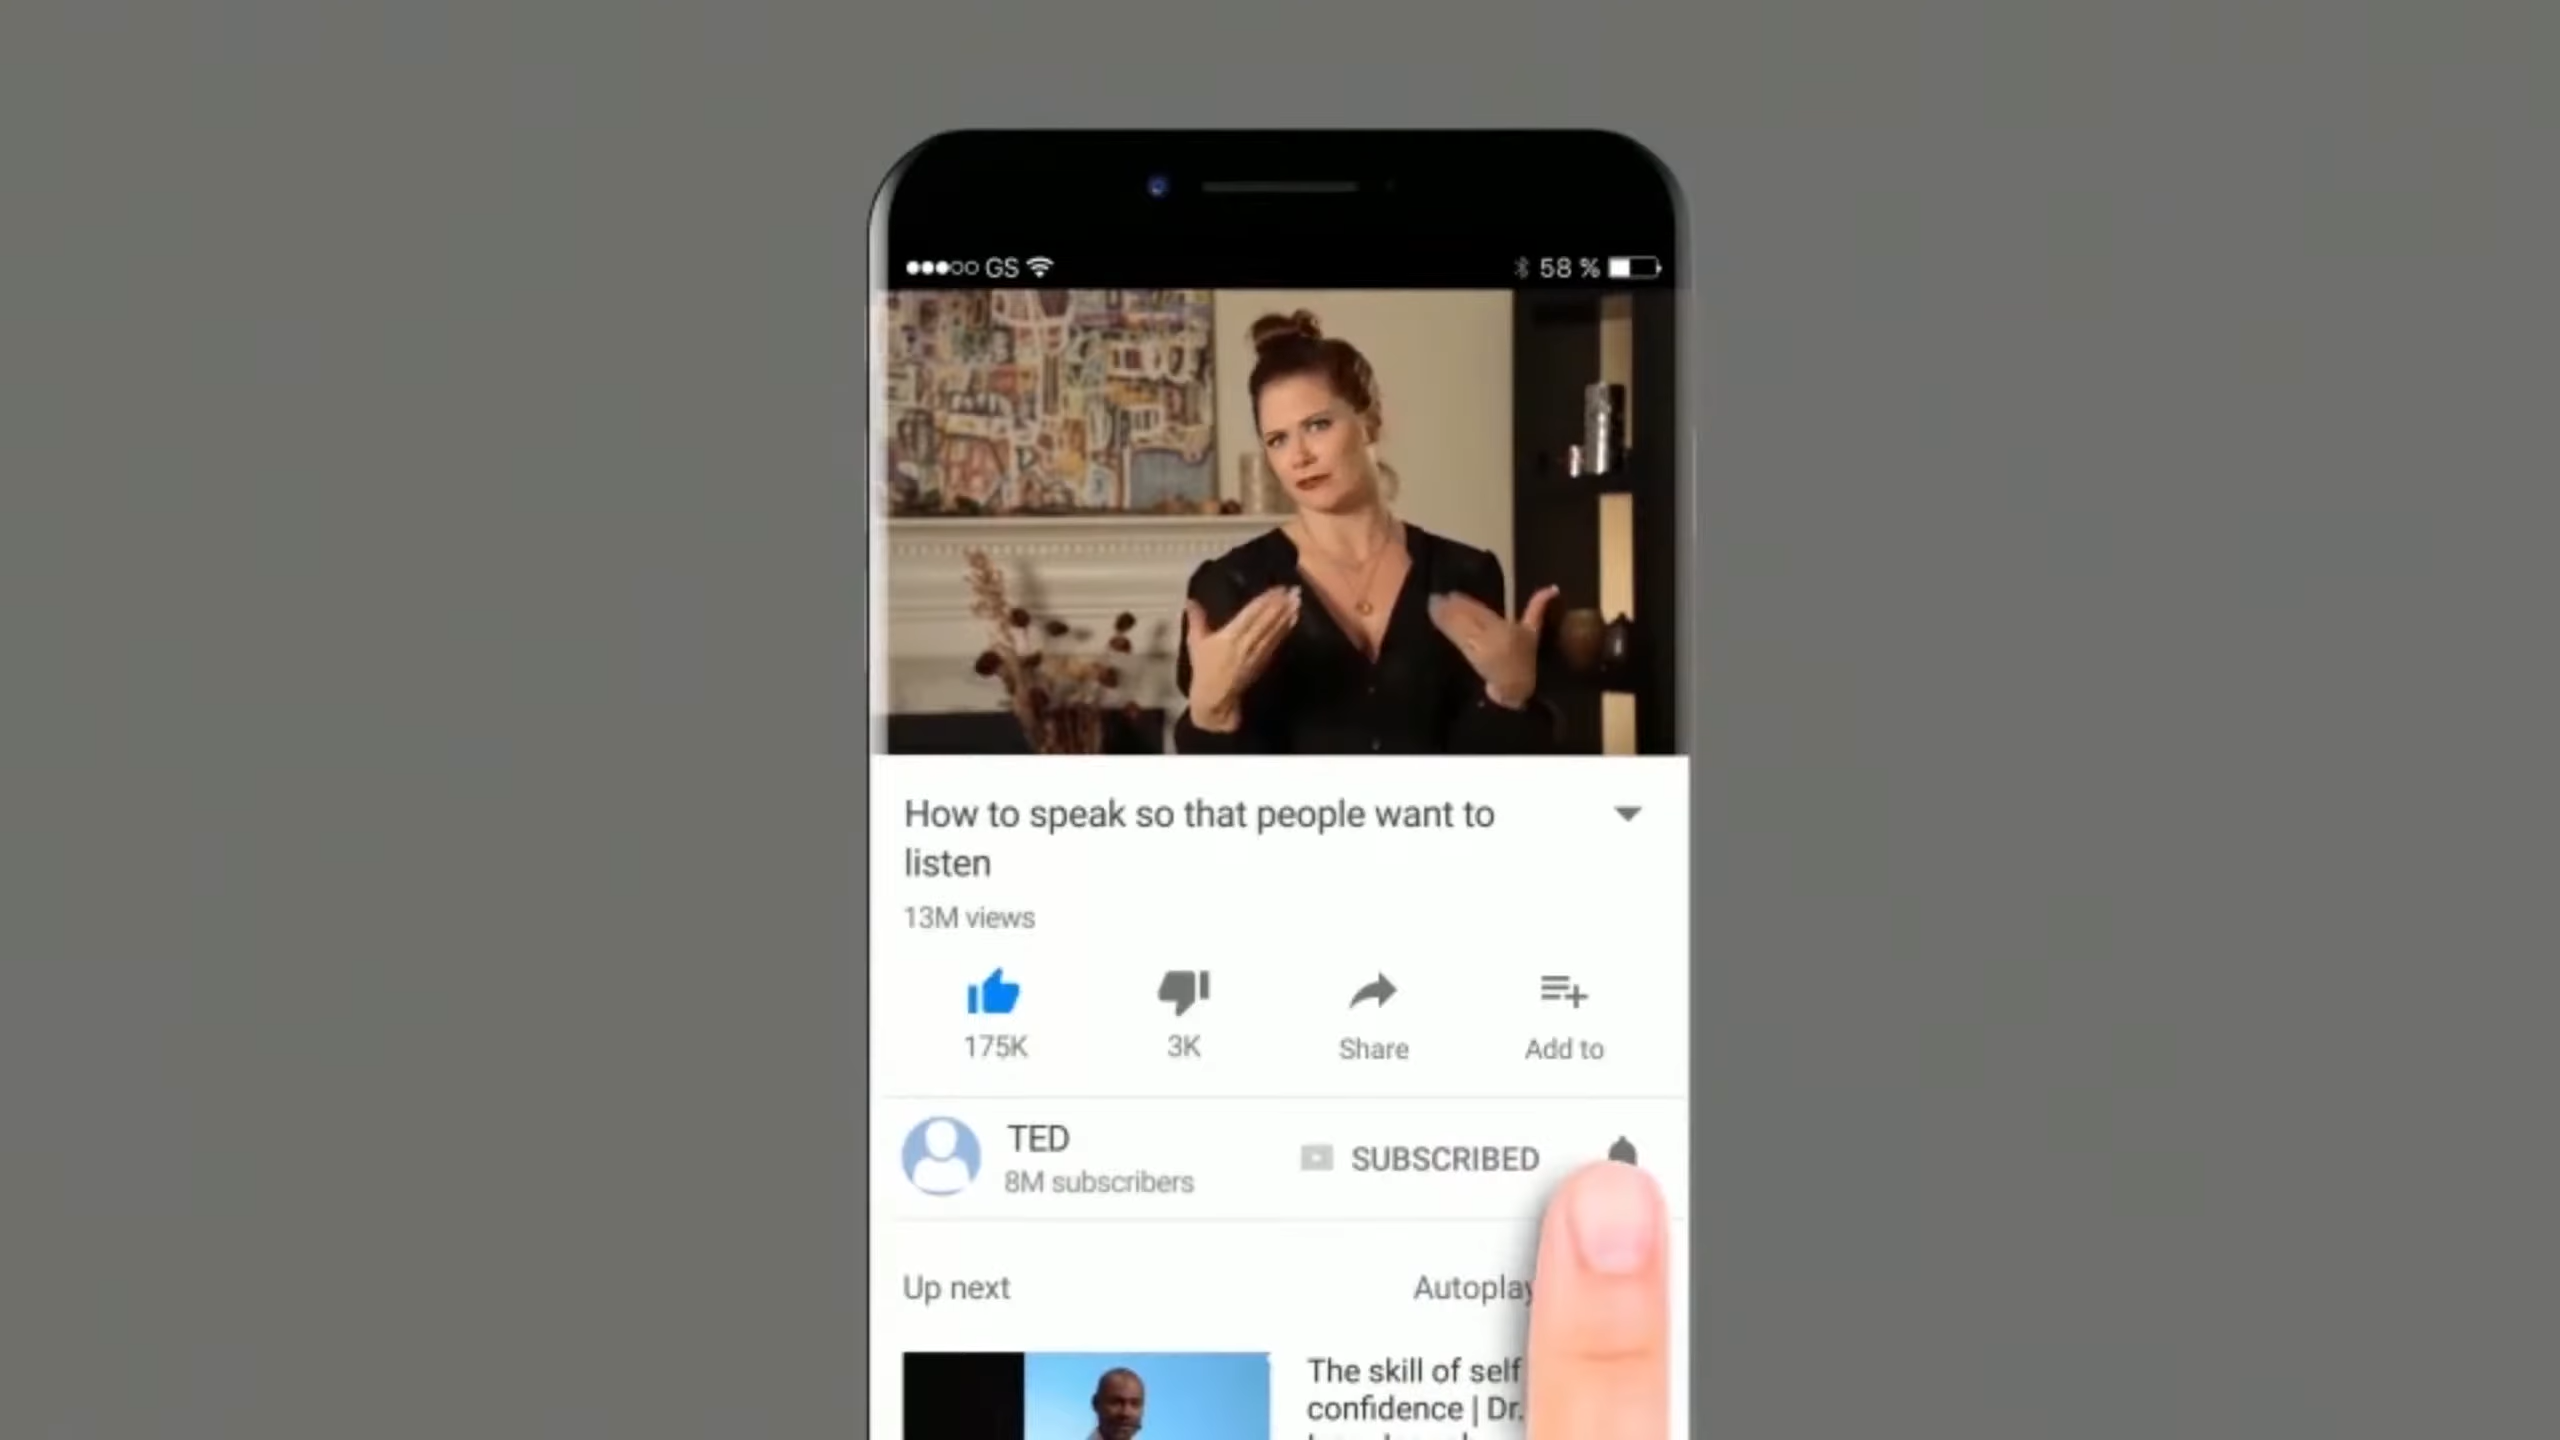 GS 58 %
How to speak so that people want to
listen
13M views
175K 3K Share Add to
TED
8M subscribers
SUBSCRIBED
Up next Autoplay
The skill of self
confidence | Dr.